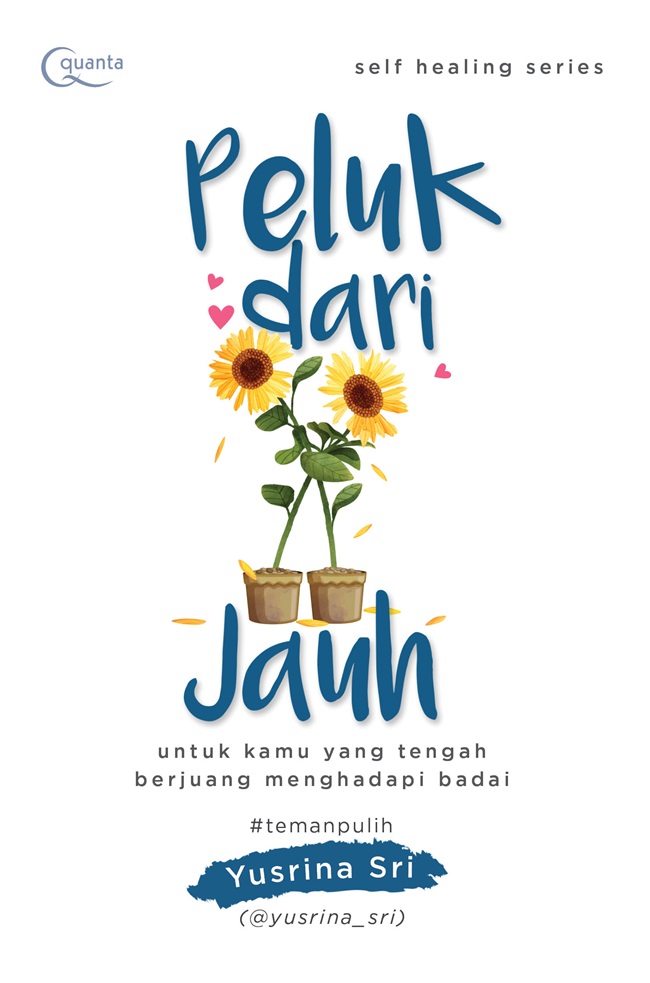 quanta
self healing series
Peluk
dari
Jauh
untuk kamu yang tengah
berjuang menghadapi badai
#temanpulih
Yusrina Sri
(@yusrina_sri)